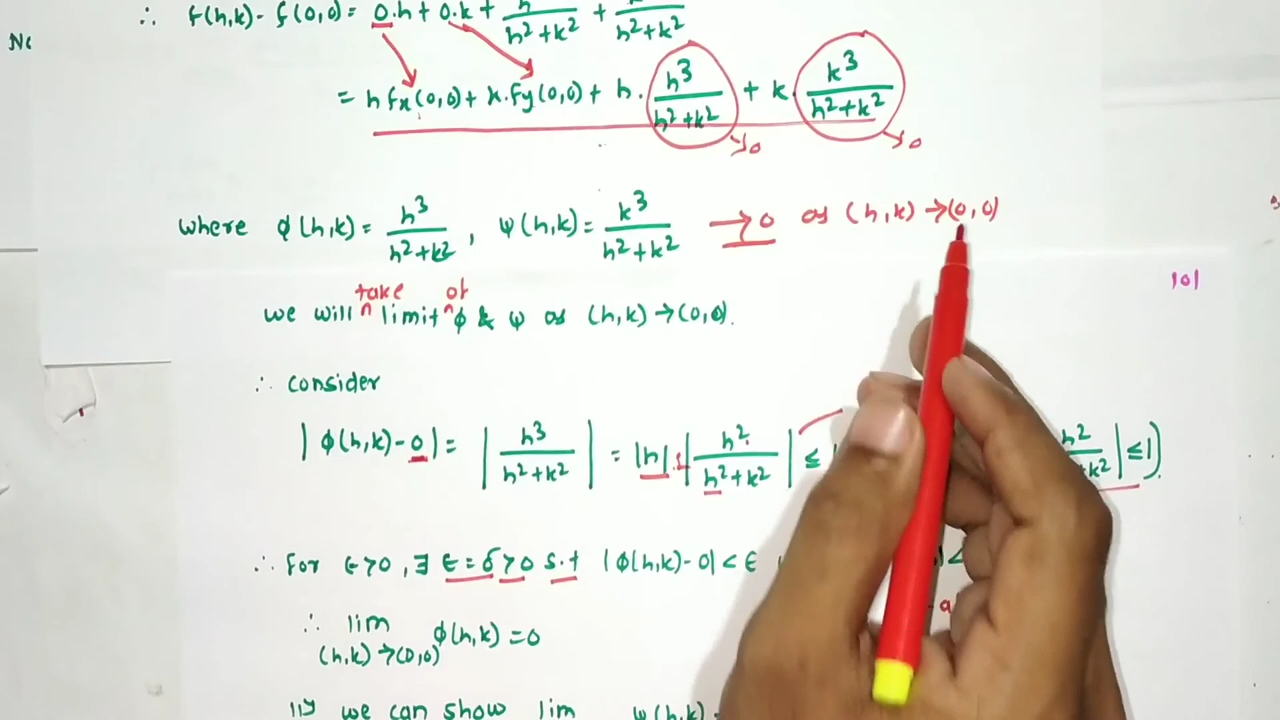 ∴ f(h,k) - f(0,0) = 0.h + 0.k + h/(h²+k²) + /(h²+k²)
= h fx(0,0) + k.fy(0,0) + h. h³/(h²+k²) + k. k³/(h²+k²)
→0 →0
where ϕ(h,k) = h³/(h²+k²), ψ(h,k) = k³/(h²+k²) → 0 as (h,k) → (0,0)
101
we will take limit of ϕ & ψ as (h,k) → (0,0).
∴ consider
|ϕ(h,k) - 0| = |h³/(h²+k²)| = |h|.|h²/(h²+k²)| ≤ h²/ +k²| ≤ 1)
∴ for ϵ > 0, ∃ ϵ = δ > 0 s.t |ϕ(h,k) - 0| < ϵ <
∴ lim (h,k) → (0,0) ϕ(h,k) = 0
lly we can show lim ψ(h,k)